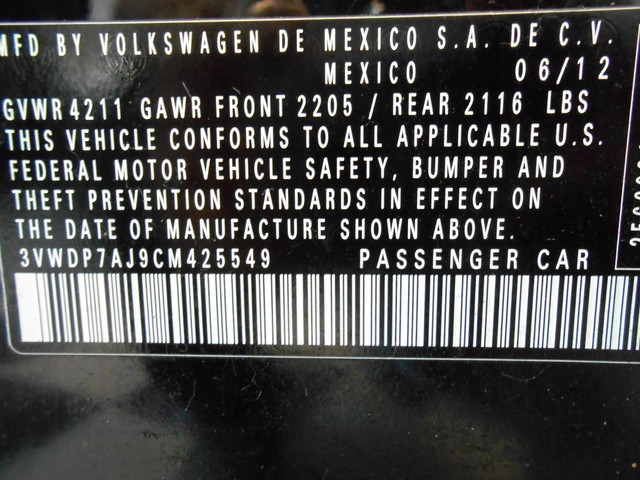 MFD BY VOLKSWAGEN DE MEXICO S.A. DE C.V.
MEXICO 06/12
GVWR 4211 GAWR FRONT 2205 / REAR 2116 LBS
THIS VEHICLE CONFORMS TO ALL APPLICABLE U.S.
FEDERAL MOTOR VEHICLE SAFETY, BUMPER AND
THEFT PREVENTION STANDARDS IN EFFECT ON
THE DATE OF MANUFACTURE SHOWN ABOVE.
3VWDP7AJ9CM425549 PASSENGER CAR